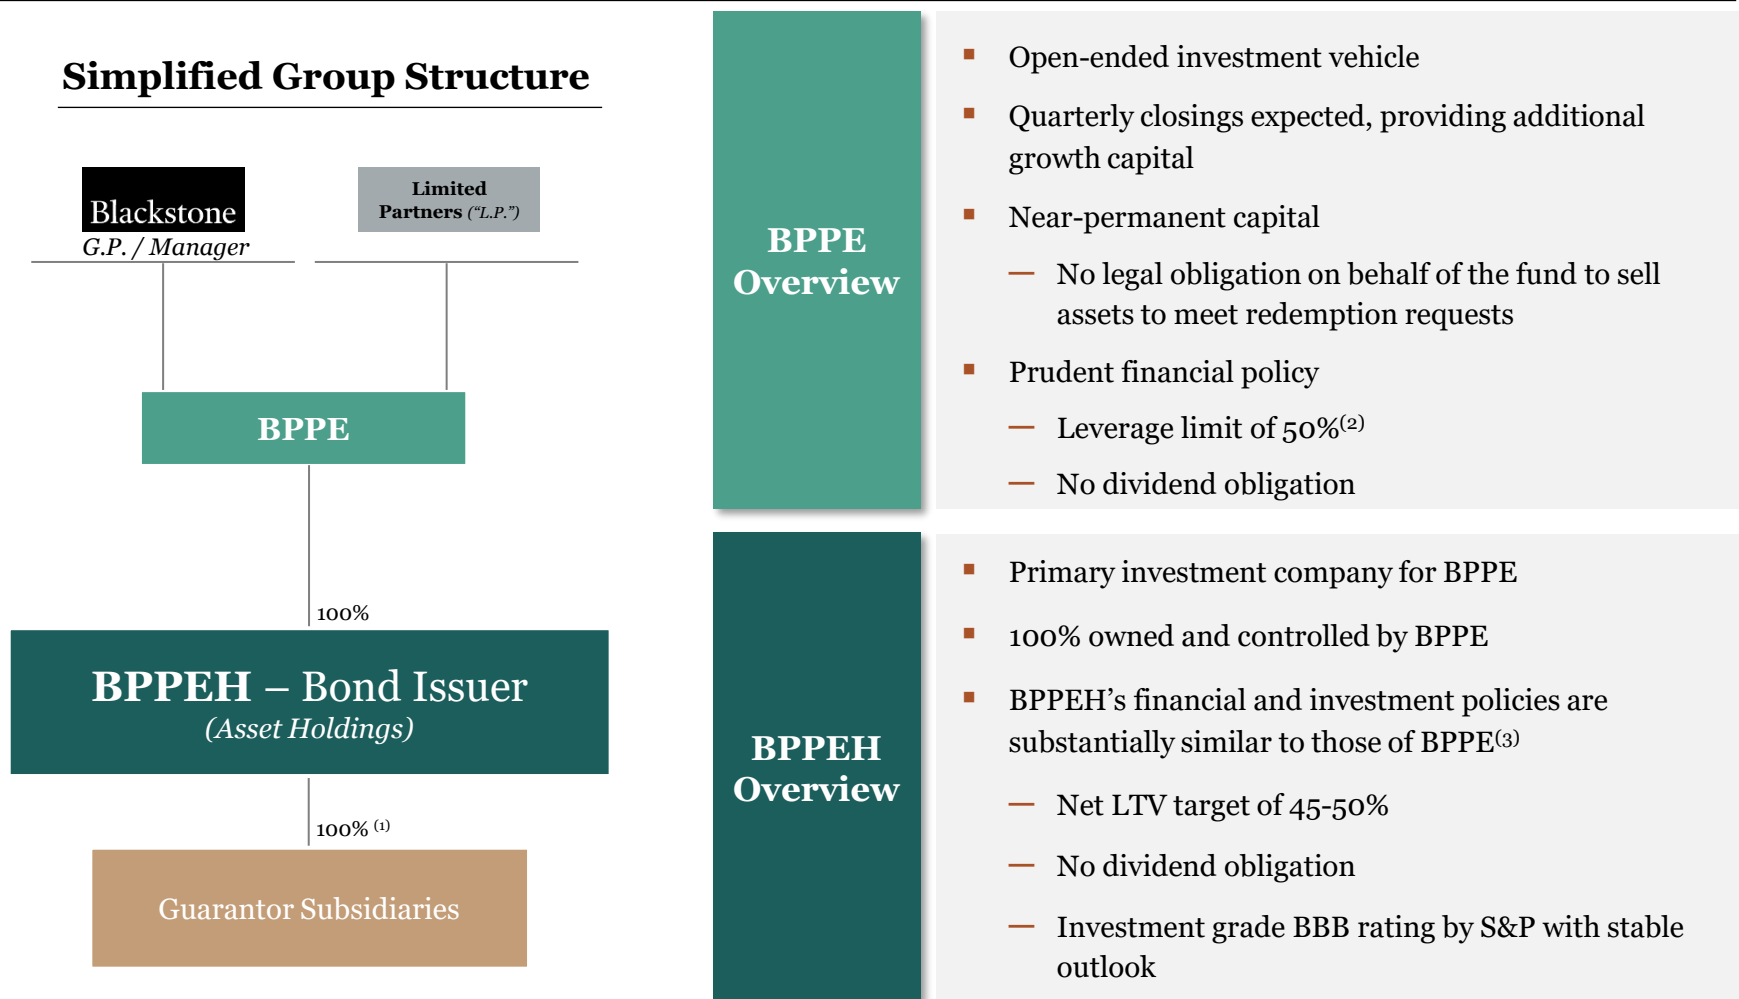 Simplified Group Structure
Blackstone
G.P. / Manager
Limited
Partners (“L.P.”)
BPPE
100%
BPPEH – Bond Issuer
(Asset Holdings)
100% (1)
Guarantor Subsidiaries
BPPE
Overview
▪ Open-ended investment vehicle
▪ Quarterly closings expected, providing additional
growth capital
▪ Near-permanent capital
— No legal obligation on behalf of the fund to sell
assets to meet redemption requests
▪ Prudent financial policy
— Leverage limit of 50%(2)
— No dividend obligation
BPPEH
Overview
▪ Primary investment company for BPPE
▪ 100% owned and controlled by BPPE
▪ BPPEH’s financial and investment policies are
substantially similar to those of BPPE(3)
— Net LTV target of 45-50%
— No dividend obligation
— Investment grade BBB rating by S&P with stable
outlook